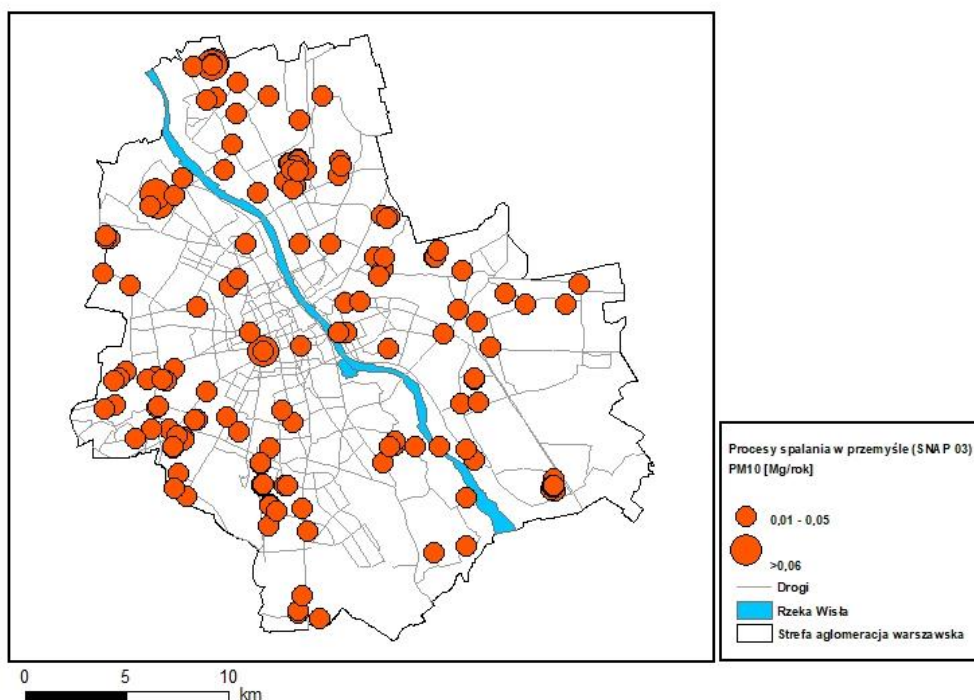 Procesy spalania w przemyśle (SNAP 03)
PM10 [Mg/rok]
0,01 - 0,05
>0,06
Drogi
Rzeka Wisła
Strefa aglomeracja warszawska
0 5 10
km